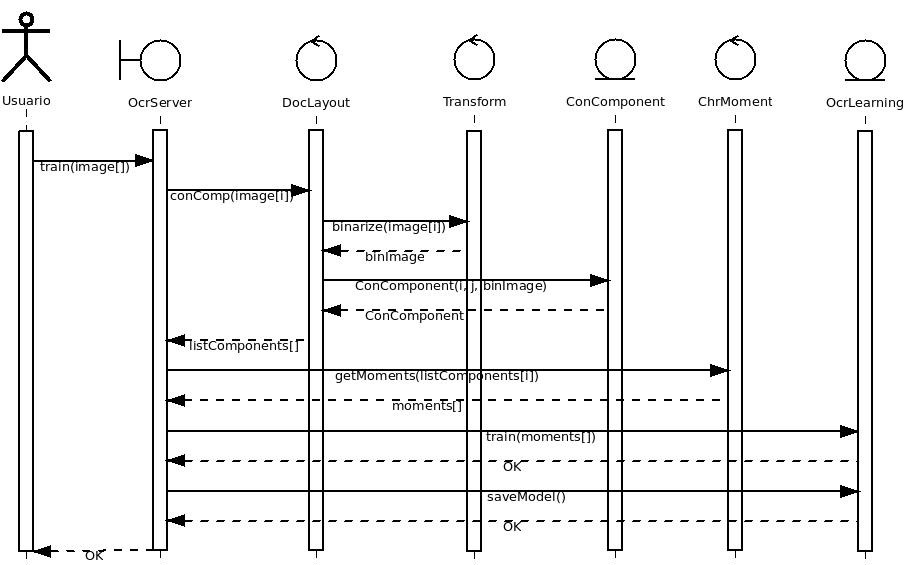 Usuario
OcrServer
DocLayout
Transform
ConComponent
ChrMoment
OcrLearning
train(image[])
conComp(image[i])
binarize(image[i])
binImage
ConComponent(i, j, binImage)
ConComponent
listComponents[]
getMoments(listComponents[i])
moments[]
train(moments[])
OK
saveModel()
OK
OK